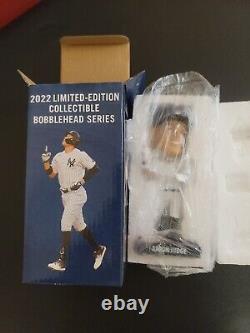 2022 LIMITED-EDITION
COLLECTIBLE
BOBBLEHEAD SERIES
AARON JUDGE